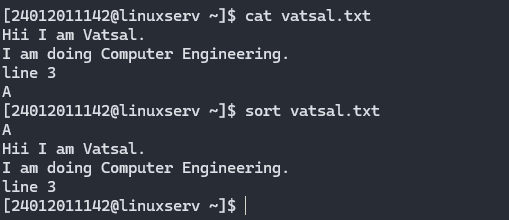 [24012011142@linuxserv ~]$ cat vatsal.txt
Hii I am Vatsal.
I am doing Computer Engineering.
line 3
A
[24012011142@linuxserv ~]$ sort vatsal.txt
A
Hii I am Vatsal.
I am doing Computer Engineering.
line 3
[24012011142@linuxserv ~]$